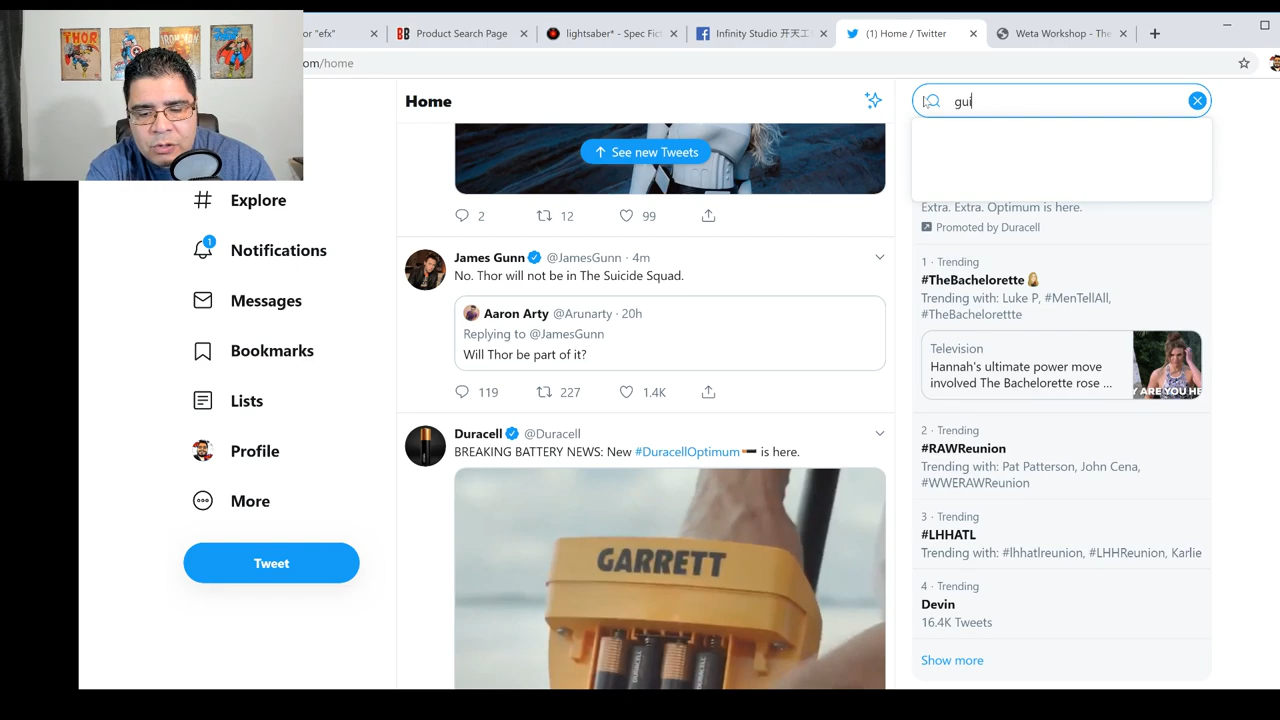 THOR
IRON MAN
or "efx"
Product Search Page
lightsaber* - Spec Fic
Infinity Studio 开天工
(1) Home / Twitter
Weta Workshop - The
om/home
Home
gui
See new Tweets
2
12
99
Explore
Notifications
1
Messages
Bookmarks
Lists
Profile
More
Tweet
James Gunn @JamesGunn · 4m
No. Thor will not be in The Suicide Squad.
Aaron Arty @Arunarty · 20h
Replying to @JamesGunn
Will Thor be part of it?
119
227
1.4K
Duracell @Duracell
BREAKING BATTERY NEWS: New #DuracellOptimum is here.
GARRETT
DURACELL
DURACELL
Extra. Extra. Optimum is here.
Promoted by Duracell
1 · Trending
#TheBachelorette
Trending with: Luke P, #MenTellAll,
#TheBachelorettte
Television
Hannah's ultimate power move
involved The Bachelorette rose ...
Y ARE YOU HE
2 · Trending
#RAWReunion
Trending with: Pat Patterson, John Cena,
#WWERAWReunion
3 · Trending
#LHHATL
Trending with: #lhhatlreunion, #LHHReunion, Karlie
4 · Trending
Devin
16.4K Tweets
Show more